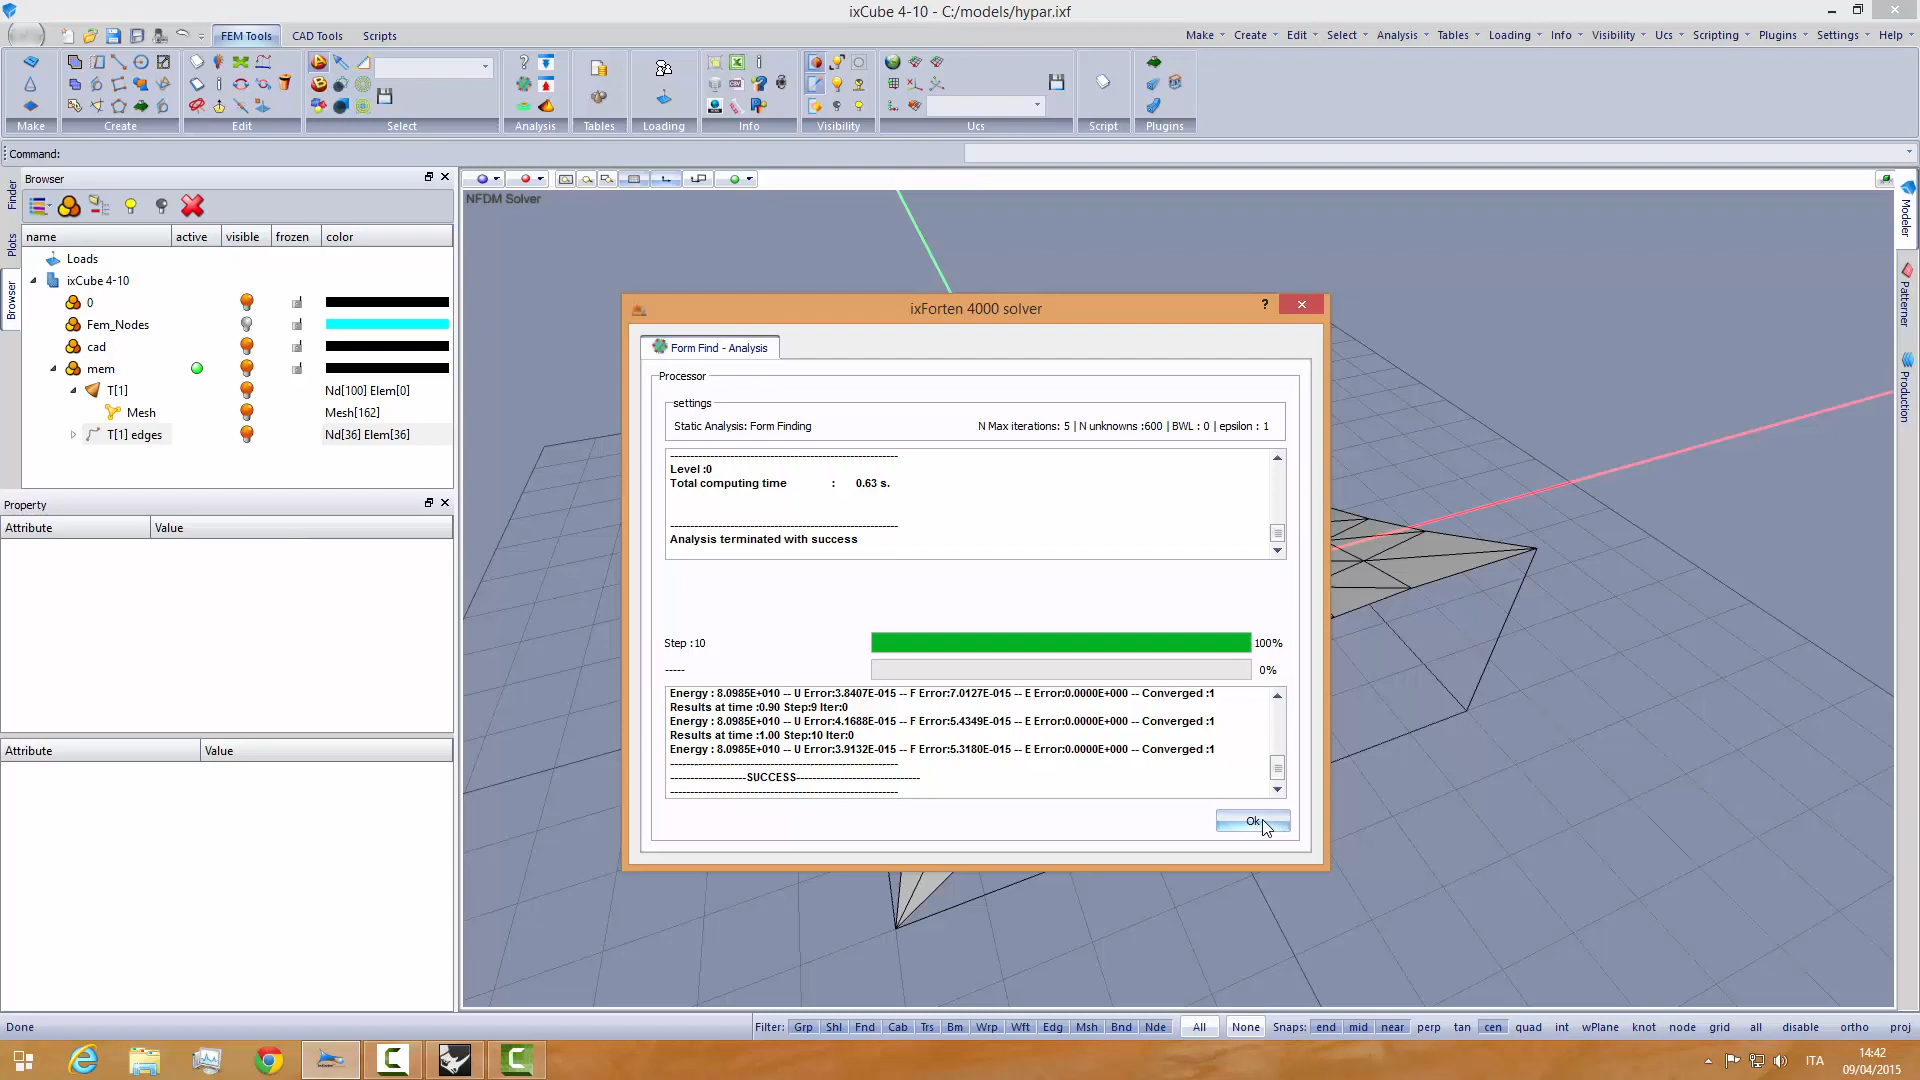 ixCube 4-10 - C:/models/hypar.ixf
FEM Tools CAD Tools Scripts
Make Create Edit Select Analysis Tables Loading Info Visibility Ucs Scripting Plugins Settings Help
Make Create Edit Select Analysis Tables Loading Info Visibility Ucs Script Plugins
Command:
Browser
NFDM Solver
Finder
Plots
Browser
name active visible frozen color
Loads
ixCube 4-10
0
Fem_Nodes
cad
mem
T[1] Nd[100] Elem[0]
Mesh Mesh[162]
T[1] edges Nd[36] Elem[36]
Property
Attribute Value
Attribute Value
Modeler
Patterner
Production
ixForten 4000 solver
?
Form Find - Analysis
Processor
settings
Static Analysis: Form Finding N Max iterations: 5 | N unknowns :600 | BWL : 0 | epsilon : 1
---------------------------------------------------------
Level :0
Total computing time : 0.63 s.
---------------------------------------------------------
Analysis terminated with success
Step :10 100%
----- 0%
Energy : 8.0985E+010 -- U Error:3.8407E-015 -- F Error:7.0127E-015 -- E Error:0.0000E+000 -- Converged :1
Results at time :0.90 Step:9 Iter:0
Energy : 8.0985E+010 -- U Error:4.1688E-015 -- F Error:5.4349E-015 -- E Error:0.0000E+000 -- Converged :1
Results at time :1.00 Step:10 Iter:0
Energy : 8.0985E+010 -- U Error:3.9132E-015 -- F Error:5.3180E-015 -- E Error:0.0000E+000 -- Converged :1
---------------------------------------------------------
-------------------SUCCESS-------------------------------
---------------------------------------------------------
Ok
Done
Filter: Grp Shl Fnd Cab Trs Bm Wrp Wft Edg Msh Bnd Nde All None Snaps: end mid near perp tan cen quad int wPlane knot node grid all disable ortho proj
ITA
14:42
09/04/2015